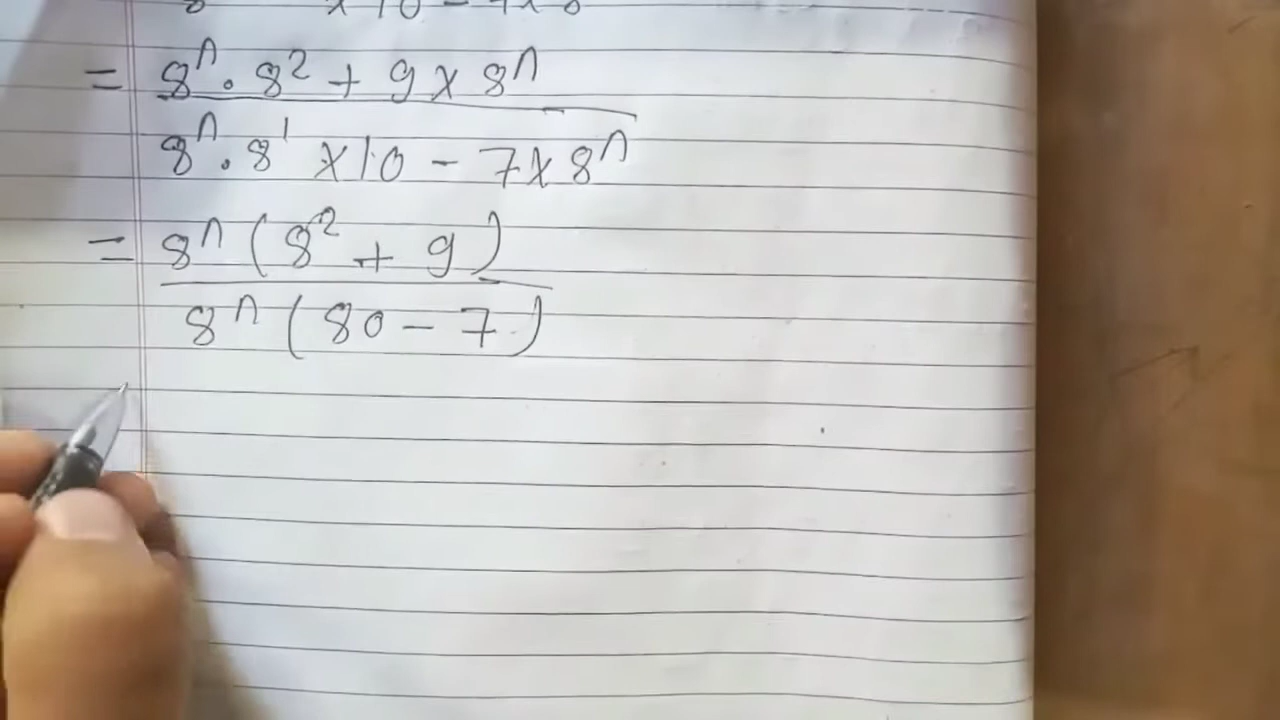 = 8ⁿ · 8² + 9 × 8ⁿ
8ⁿ · 8¹ × 10 − 7 × 8ⁿ
= 8ⁿ ( 8² + 9 )
8ⁿ ( 80 − 7 )